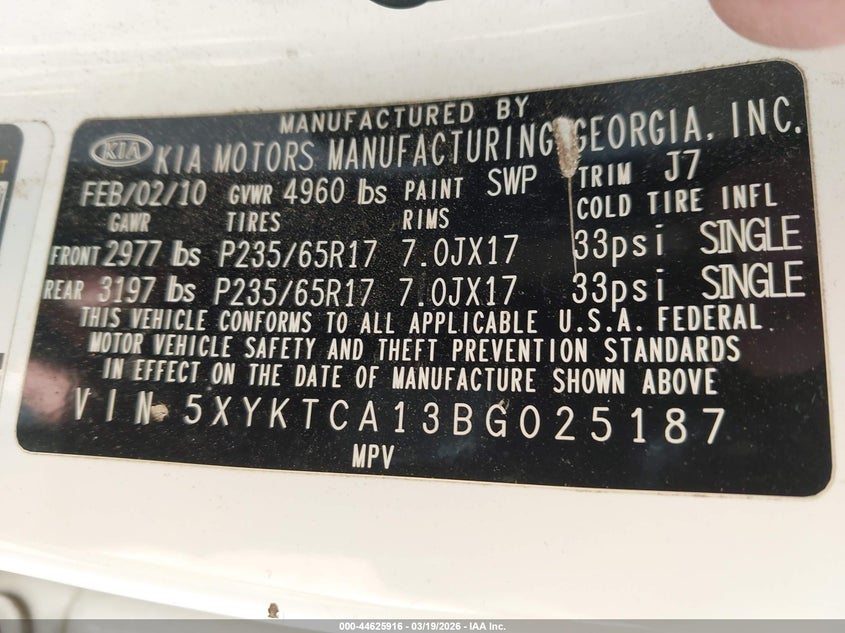 MANUFACTURED BY
KIA KIA MOTORS MANUFACTURING GEORGIA, INC.
FEB/02/10 GVWR 4960 lbs PAINT SWP TRIM J7
GAWR TIRES RIMS COLD TIRE INFL
FRONT 2977 lbs P235/65R17 7.0JX17 33psi SINGLE
REAR 3197 lbs P235/65R17 7.0JX17 33psi SINGLE
THIS VEHICLE CONFORMS TO ALL APPLICABLE U.S.A. FEDERAL
MOTOR VEHICLE SAFETY AND THEFT PREVENTION STANDARDS
IN EFFECT ON THE DATE OF MANUFACTURE SHOWN ABOVE
VIN 5XYKTCA13BG025187
MPV
000-44625916 - 03/19/2026 - IAA Inc.